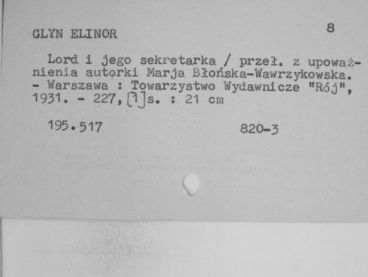 8
GLYN ELINOR
Lord i jego sekretarka / przeł. z upoważ-
nienia autorki Marja Błońska-Wawrzykowska.
- Warszawa : Towarzystwo Wydawnicze "Rój",
1931. - 227, [1]s. : 21 cm
195.517 820-3